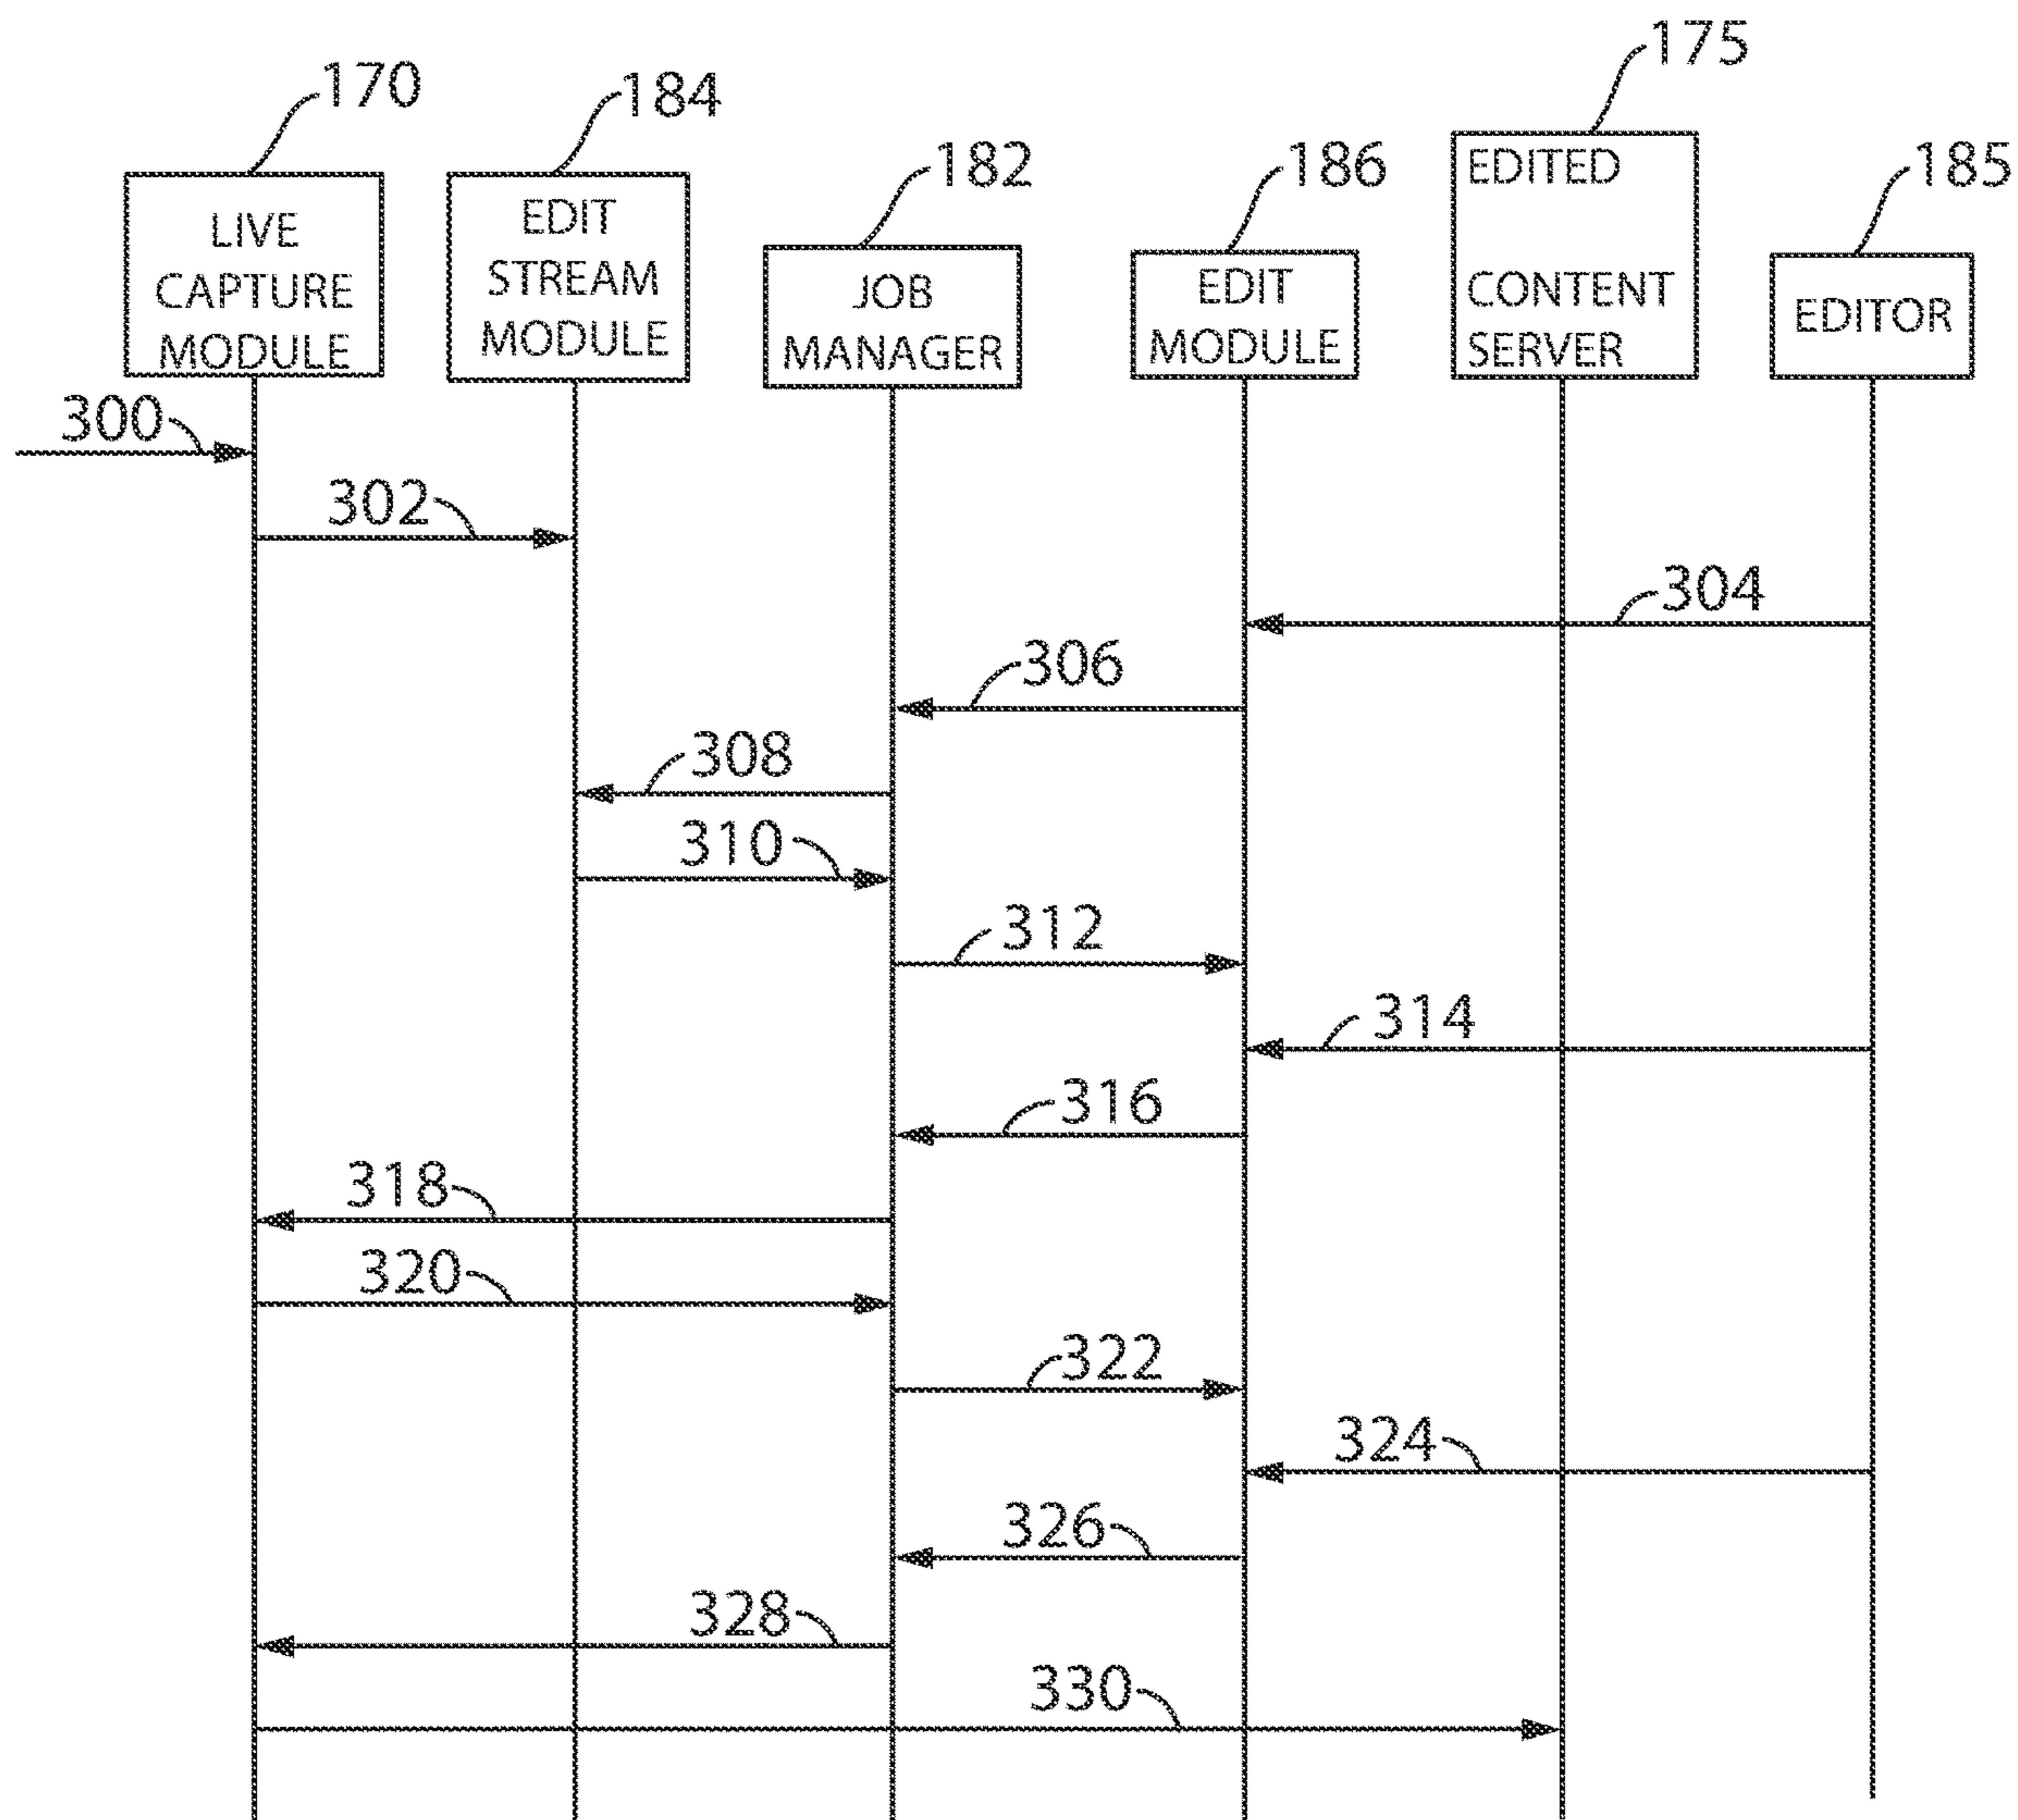 175
170
184
182
186
185
LIVE
CAPTURE
MODULE
EDIT
STREAM
MODULE
JOB
MANAGER
EDIT
MODULE
EDITED
CONTENT
SERVER
EDITOR
300
302
304
306
308
310
312
314
316
318
320
322
324
326
328
330